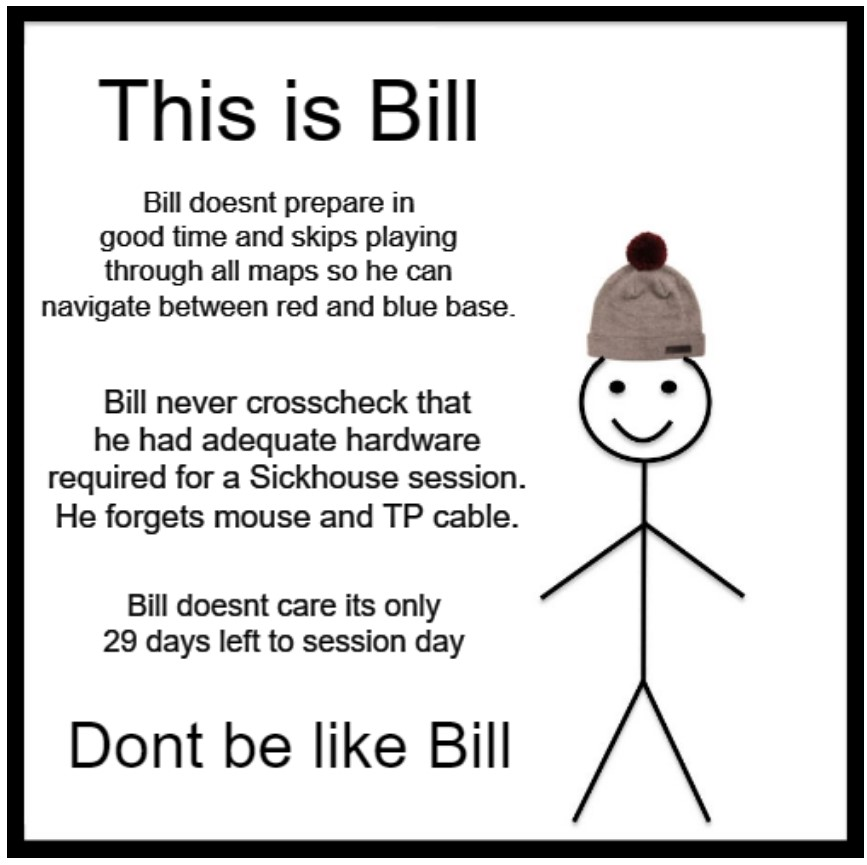 This is Bill
Bill doesnt prepare in
good time and skips playing
through all maps so he can
navigate between red and blue base.
Bill never crosscheck that
he had adequate hardware
required for a Sickhouse session.
He forgets mouse and TP cable.
Bill doesnt care its only
29 days left to session day
Dont be like Bill